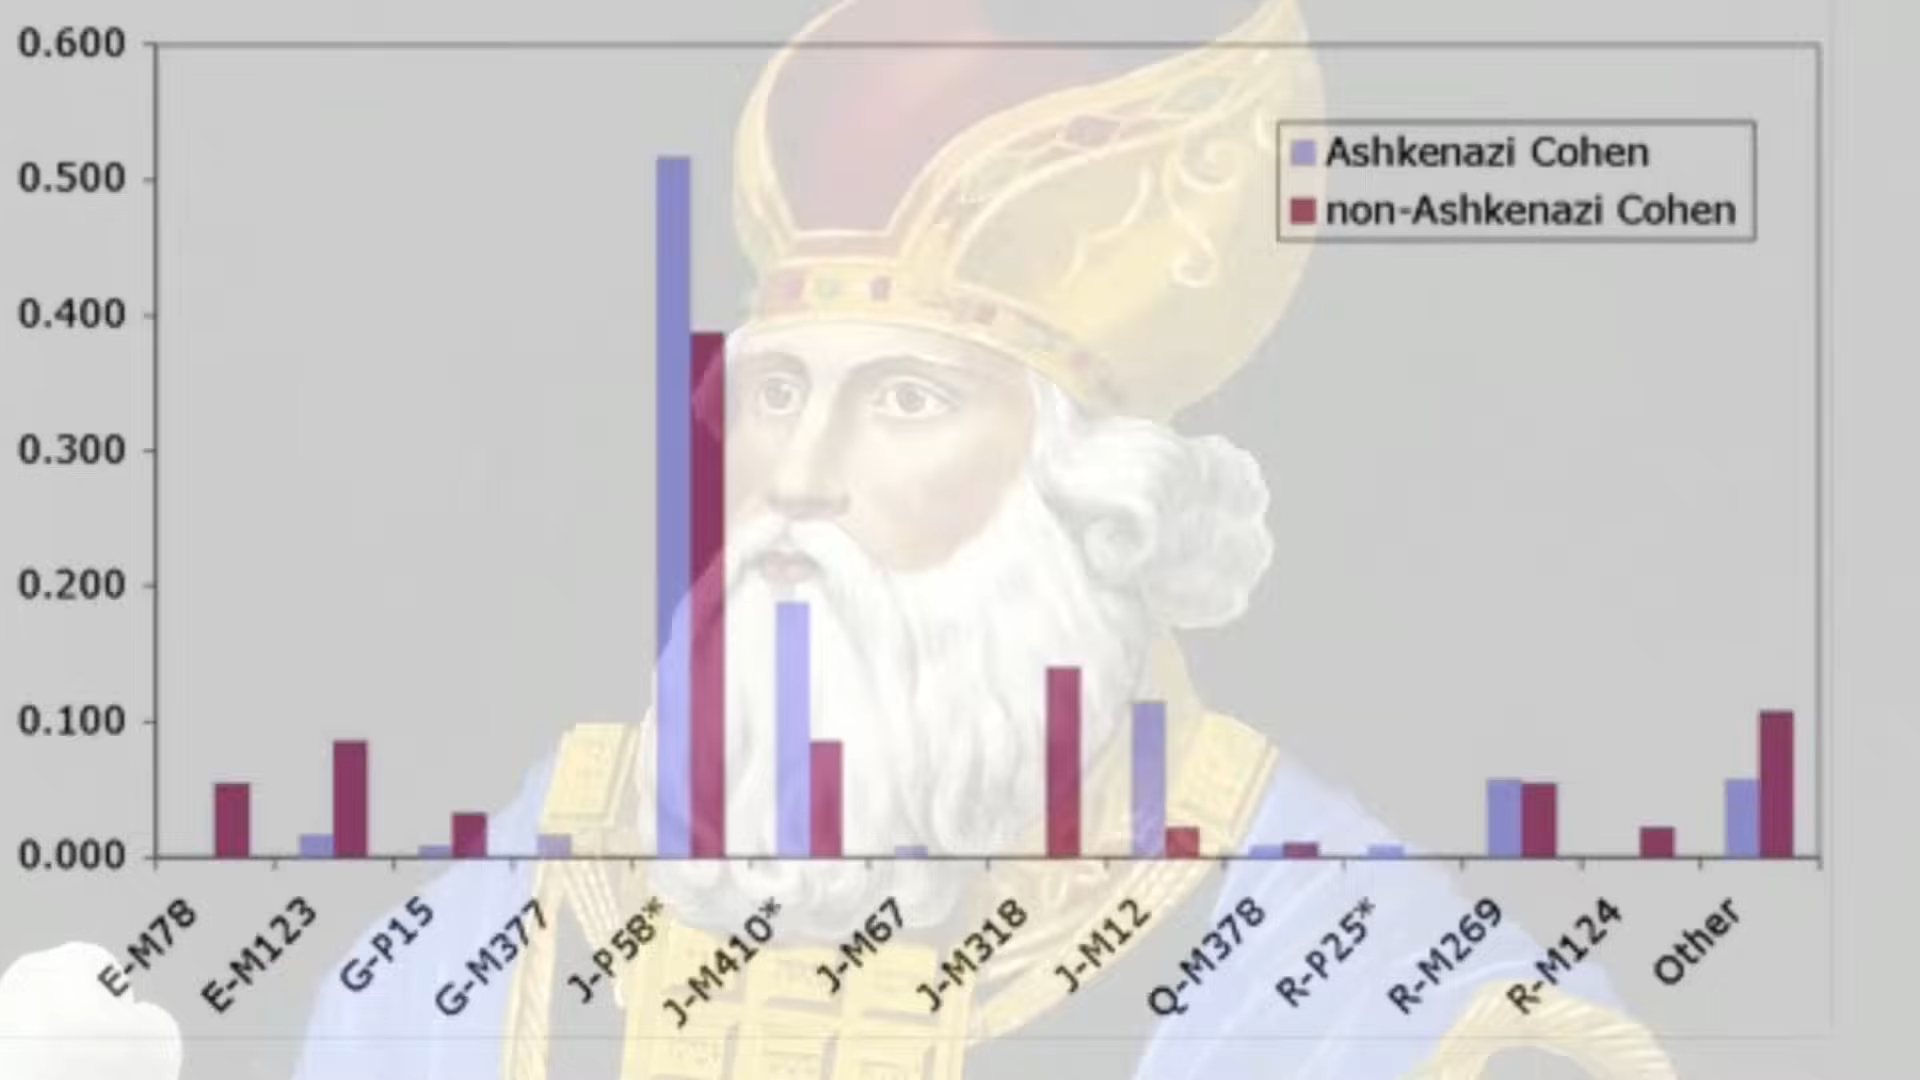 0.600
0.500
0.400
0.300
0.200
0.100
0.000
Ashkenazi Cohen
non-Ashkenazi Cohen
E-M78
E-M123
G-P15
G-M377
J-P58*
J-M410*
J-M67
J-M318
J-M12
Q-M378
R-P25*
R-M269
R-M124
Other